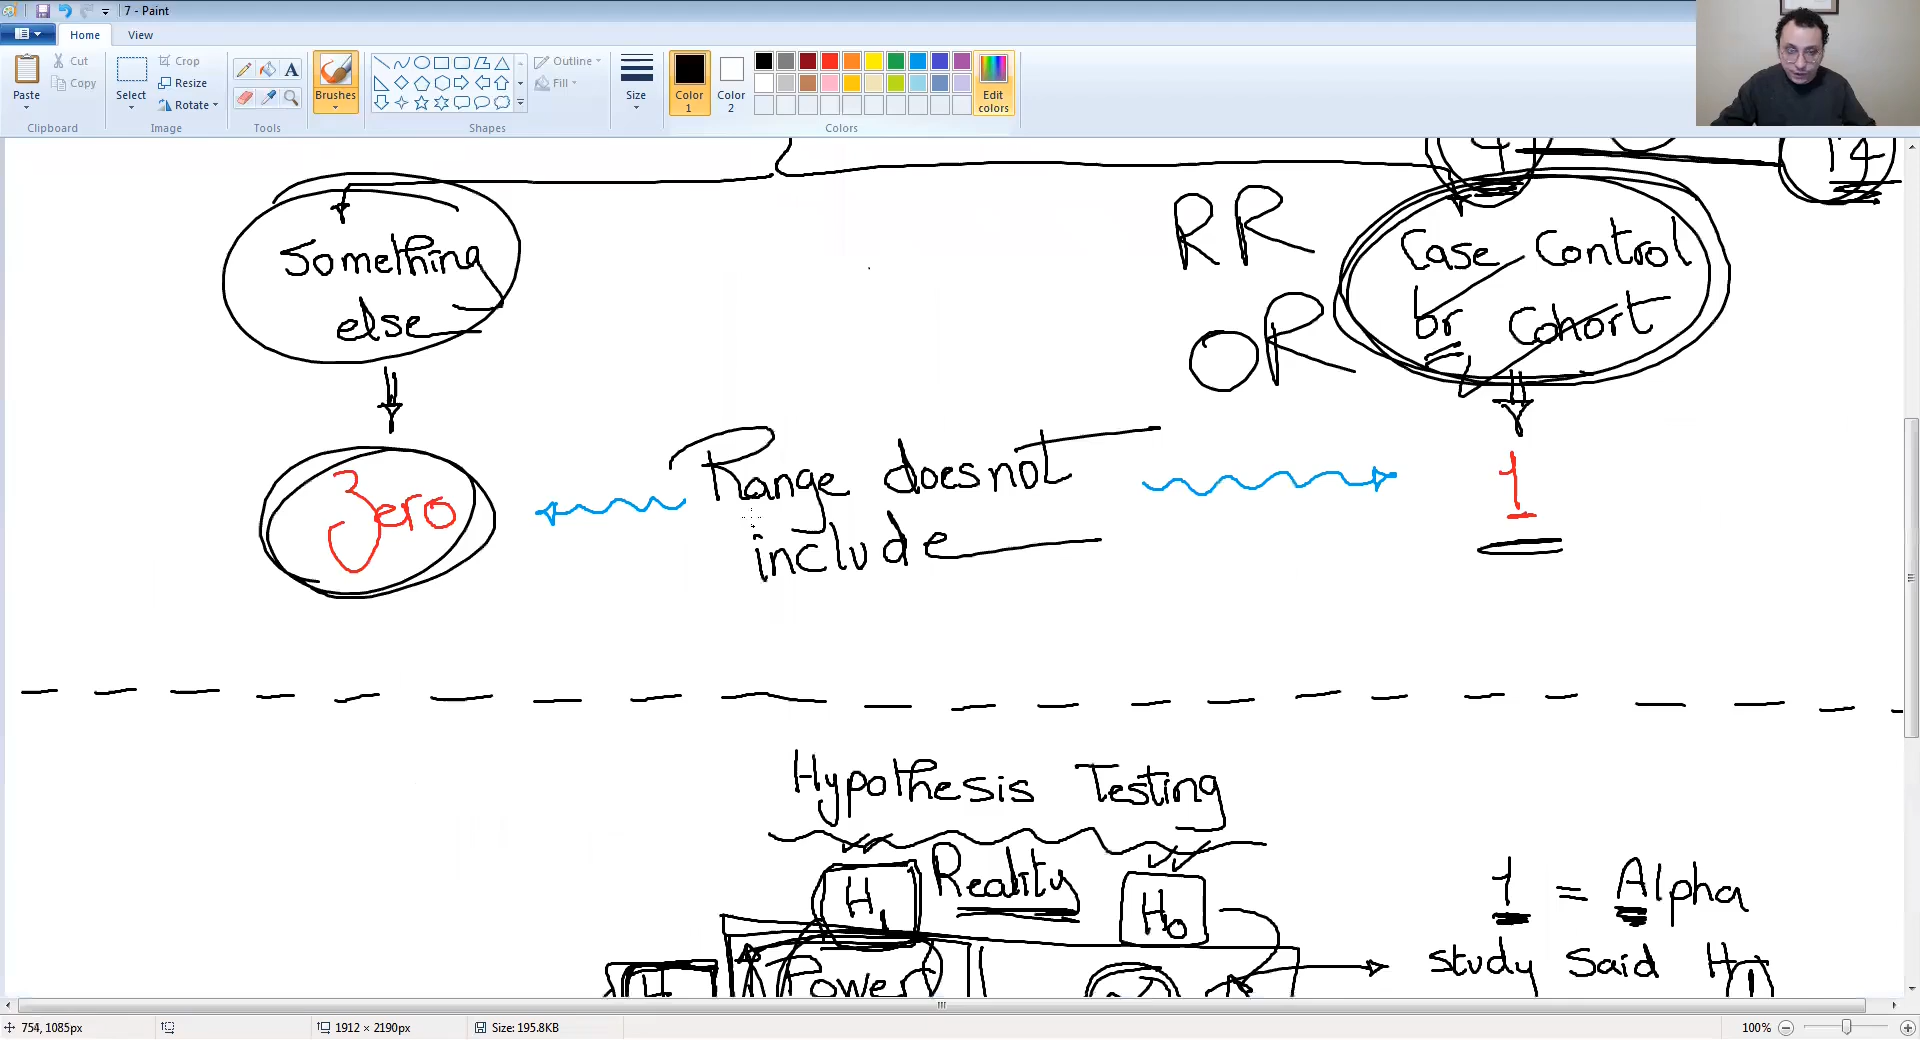 7 - Paint
Home View
Paste Cut Copy Clipboard
Select Crop Resize Rotate Image
Tools
Brushes
Outline Fill Shapes
Size
Color 1 Color 2 Edit colors Colors
4 14
Something else
RR
OR
Case Control or Cohort
Zero
Range does not include
1
Hypothesis Testing
H1 Reality H0
1 = Alpha
Power
study said H1
754, 1085px 1912 × 2190px Size: 195.8KB 100%